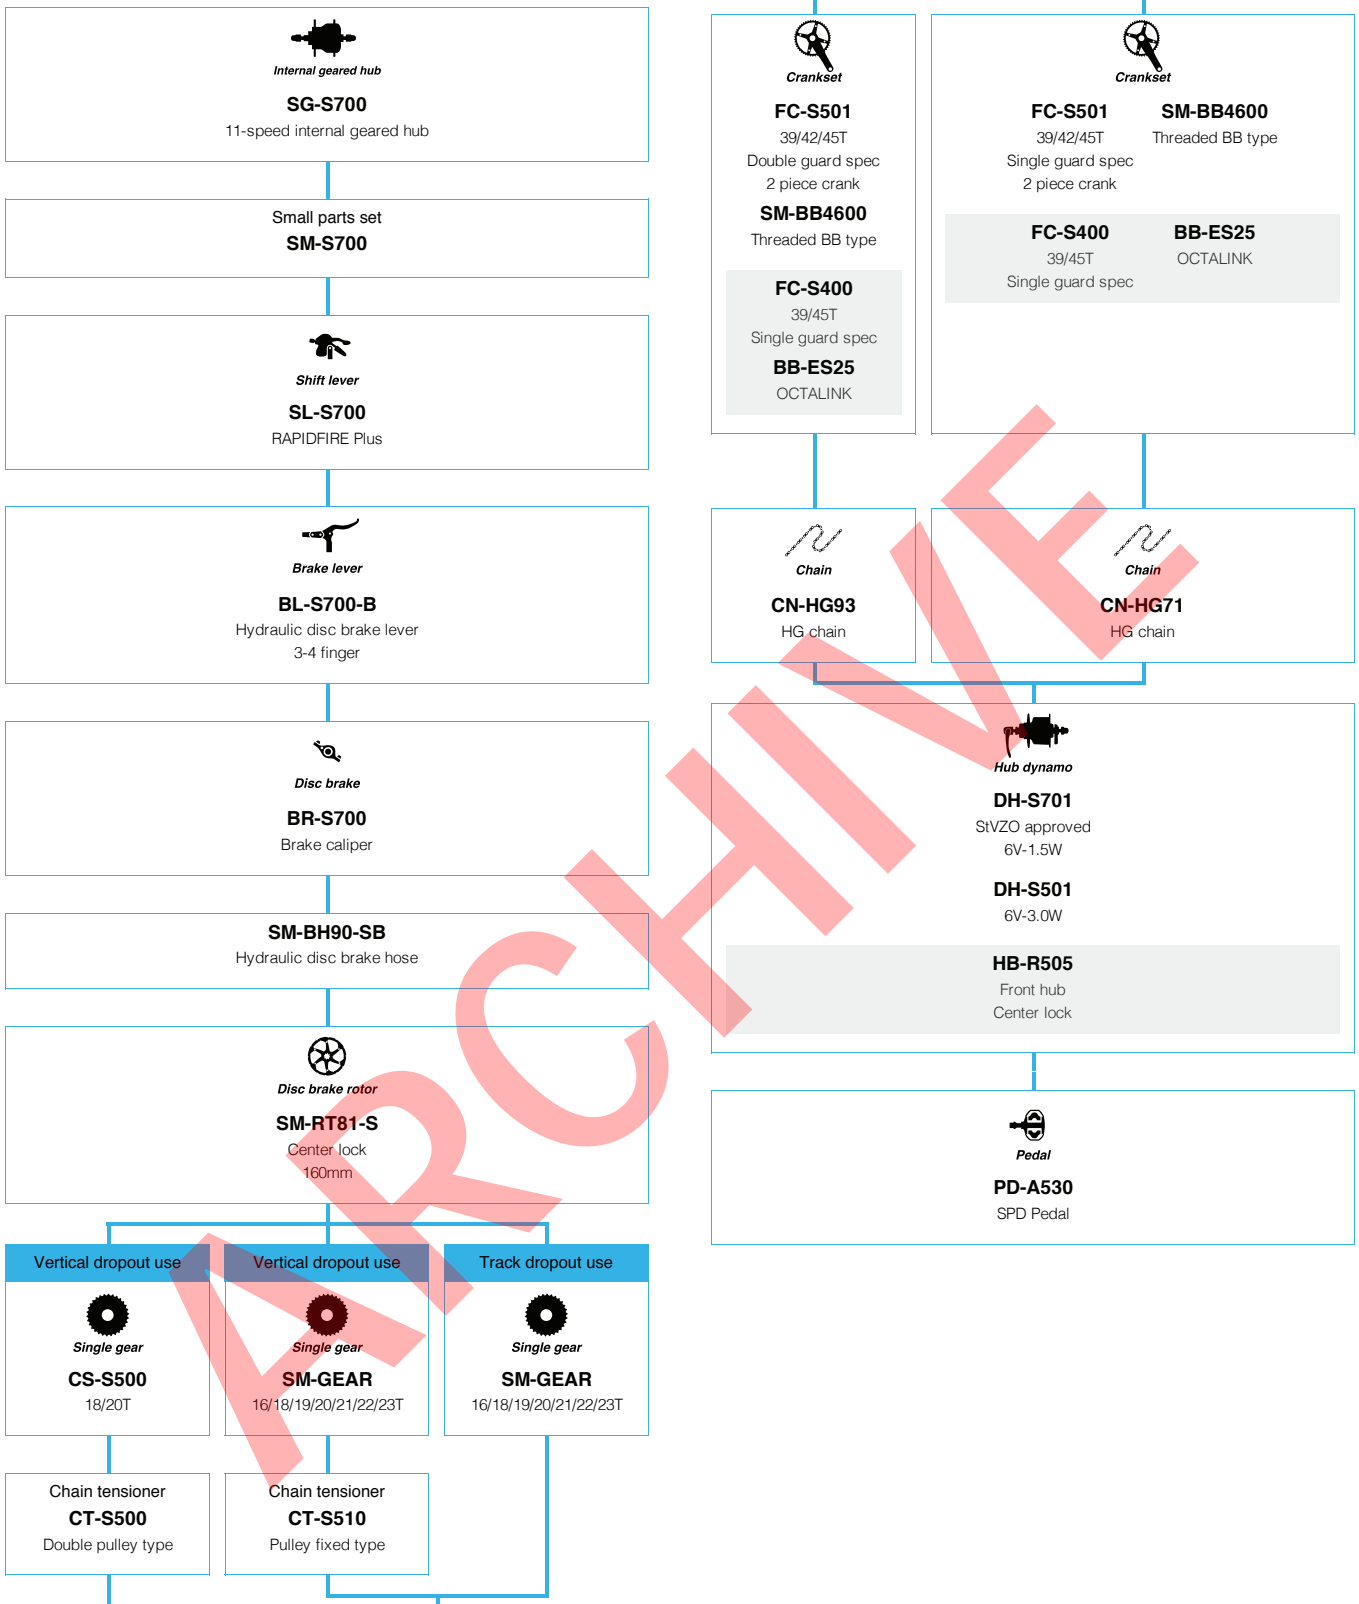 Internal geared hub
SG-S700
11-speed internal geared hub
Small parts set
SM-S700
Shift lever
SL-S700
RAPIDFIRE Plus
Brake lever
BL-S700-B
Hydraulic disc brake lever
3-4 finger
Disc brake
BR-S700
Brake caliper
SM-BH90-SB
Hydraulic disc brake hose
Disc brake rotor
SM-RT81-S
Center lock
160mm
Vertical dropout use
Single gear
CS-S500
18/20T
Chain tensioner
CT-S500
Double pulley type
Vertical dropout use
Single gear
SM-GEAR
16/18/19/20/21/22/23T
Chain tensioner
CT-S510
Pulley fixed type
Track dropout use
Single gear
SM-GEAR
16/18/19/20/21/22/23T
Crankset
FC-S501
39/42/45T
Double guard spec
2 piece crank
SM-BB4600
Threaded BB type
FC-S400
39/45T
Single guard spec
BB-ES25
OCTALINK
Chain
CN-HG93
HG chain
Crankset
FC-S501
39/42/45T
Single guard spec
2 piece crank
SM-BB4600
Threaded BB type
FC-S400
39/45T
Single guard spec
BB-ES25
OCTALINK
Chain
CN-HG71
HG chain
Hub dynamo
DH-S701
StVZO approved
6V-1.5W
DH-S501
6V-3.0W
HB-R505
Front hub
Center lock
Pedal
PD-A530
SPD Pedal
ARCHIVE